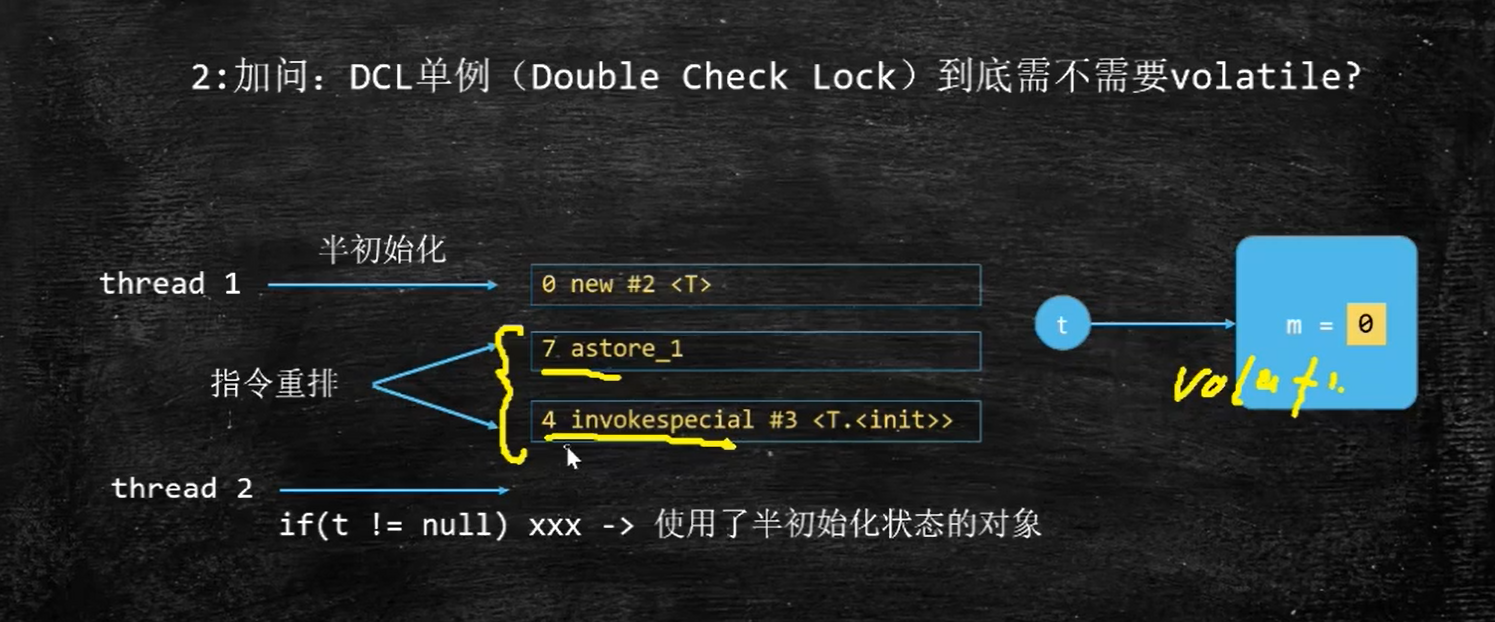 2:加问：DCL单例（Double Check Lock）到底需不需要volatile?
半初始化
thread 1
0 new #2 <T>
t
m = 0
7 astore_1
指令重排
4 invokespecial #3 <T.<init>>
thread 2
if(t != null) xxx -> 使用了半初始化状态的对象